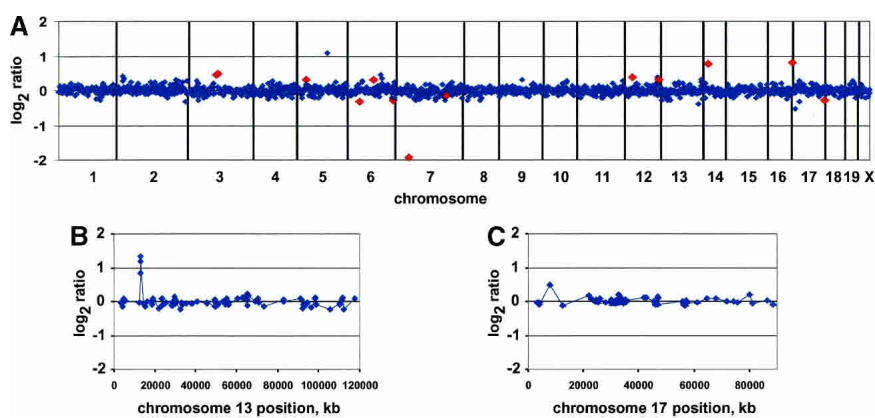 A
2
1
0
-1
-2
log2 ratio
1 2 3 4 5 6 7 8 9 10 11 12 13 14 15 16 17 18 19 X
chromosome
B
2
1
0
-1
-2
log2 ratio
0 20000 40000 60000 80000 100000 120000
chromosome 13 position, kb
C
2
1
0
-1
-2
log2 ratio
0 20000 40000 60000 80000
chromosome 17 position, kb